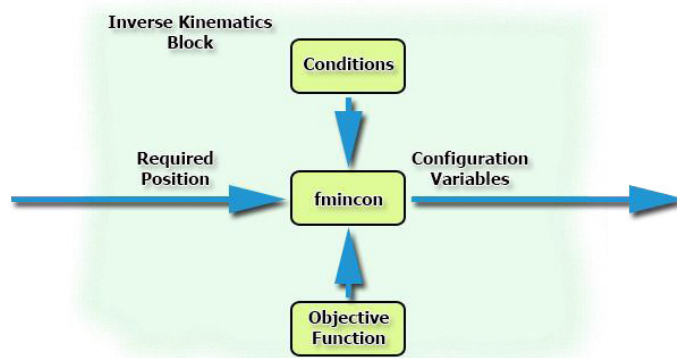 Inverse Kinematics
Block
Conditions
Required
Position
fmincon
Configuration
Variables
Objective
Function